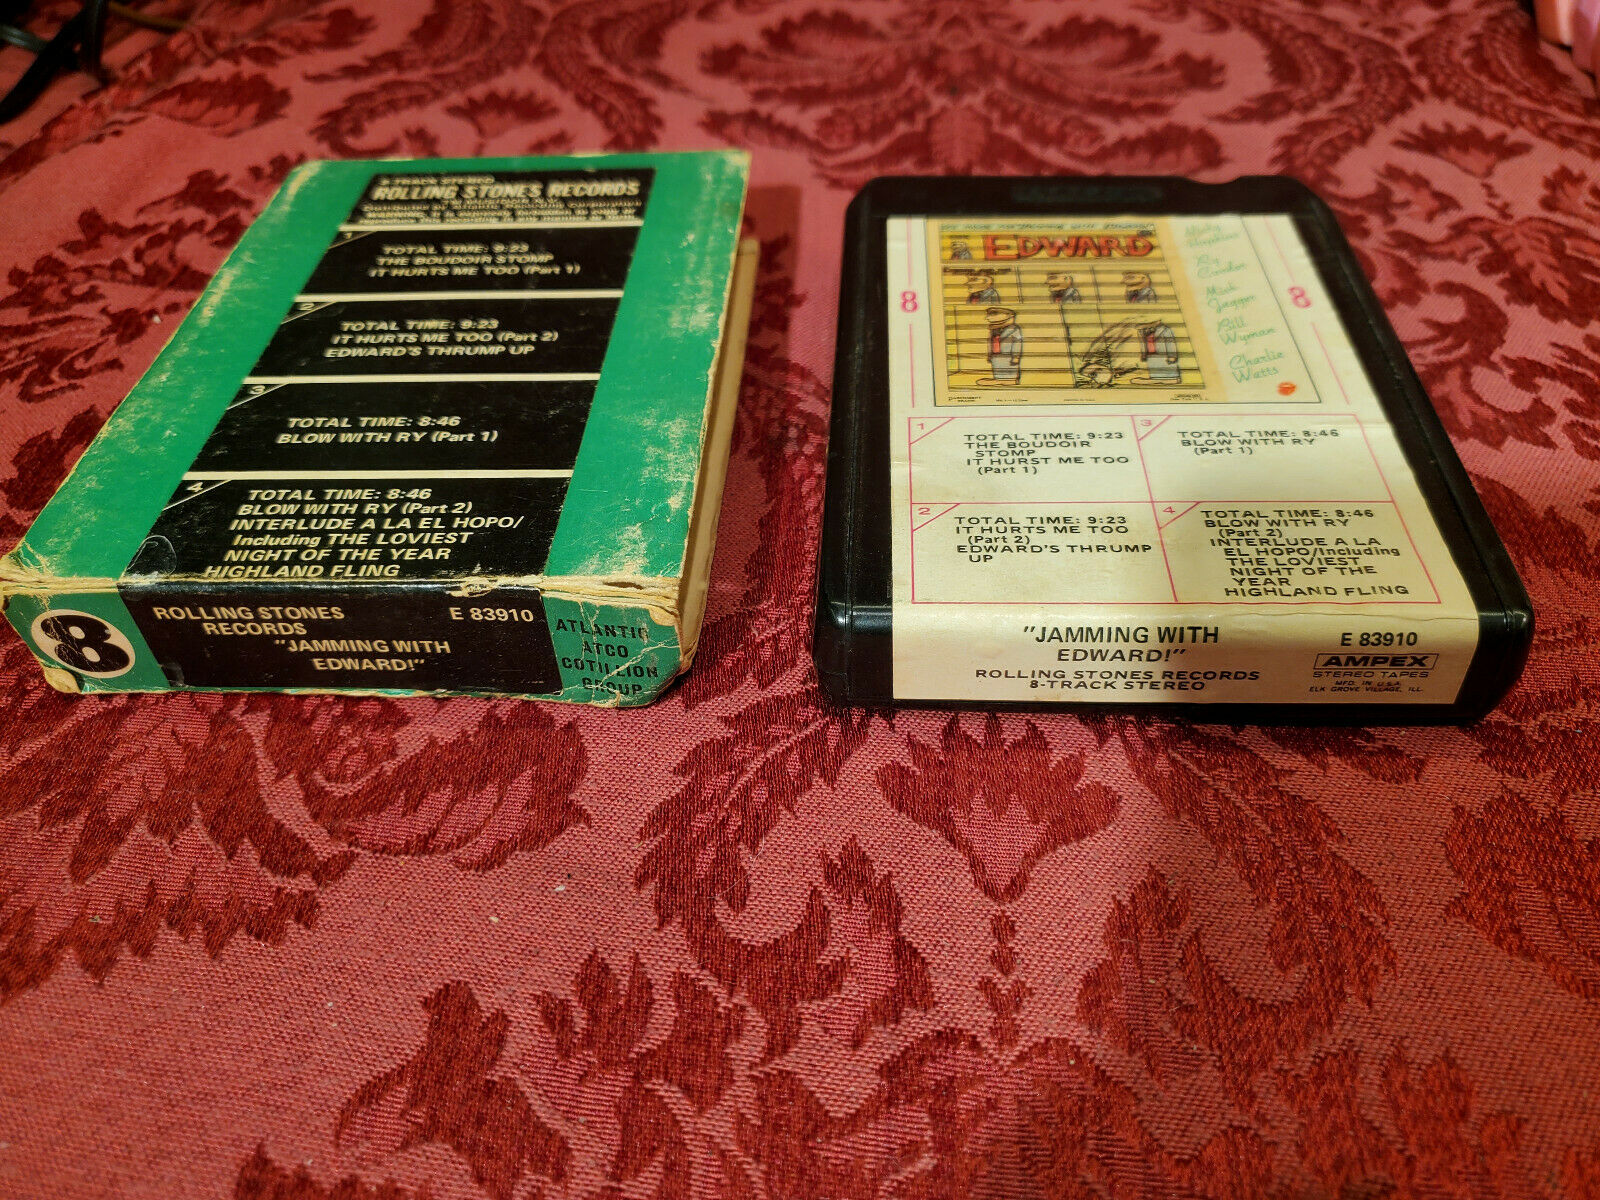 ROLLING STONES RECORDS
1
TOTAL TIME: 9:23
THE BOUDOIR STOMP
IT HURTS ME TOO (Part 1)
2
TOTAL TIME: 9:23
IT HURTS ME TOO (Part 2)
EDWARD'S THRUMP UP
3
TOTAL TIME: 8:46
BLOW WITH RY (Part 1)
4
TOTAL TIME: 8:46
BLOW WITH RY (Part 2)
INTERLUDE A LA EL HOPO/
Including THE LOVIEST
NIGHT OF THE YEAR
HIGHLAND FLING
8
ROLLING STONES
RECORDS
E 83910
"JAMMING WITH
EDWARD!"
ATLANTIC
ATCO
COTILLION
GROUP
EDWARD
Nicky
Hopkins
Ry
Cooder
Mick
Jagger
Bill
Wyman
Charlie
Watts
8
8
1
TOTAL TIME: 9:23
THE BOUDOIR
STOMP
IT HURST ME TOO
(Part 1)
2
TOTAL TIME: 9:23
IT HURTS ME TOO
(Part 2)
EDWARD'S THRUMP
UP
3
TOTAL TIME: 8:46
BLOW WITH RY
(Part 1)
4
TOTAL TIME: 8:46
BLOW WITH RY
(Part 2)
INTERLUDE A LA
EL HOPO/Including
THE LOVIEST
NIGHT OF THE
YEAR
HIGHLAND FLING
"JAMMING WITH
EDWARD!"
ROLLING STONES RECORDS
8-TRACK STEREO
E 83910
AMPEX
STEREO TAPES
MFD. IN U.S.A.
ELK GROVE VILLAGE, ILL.